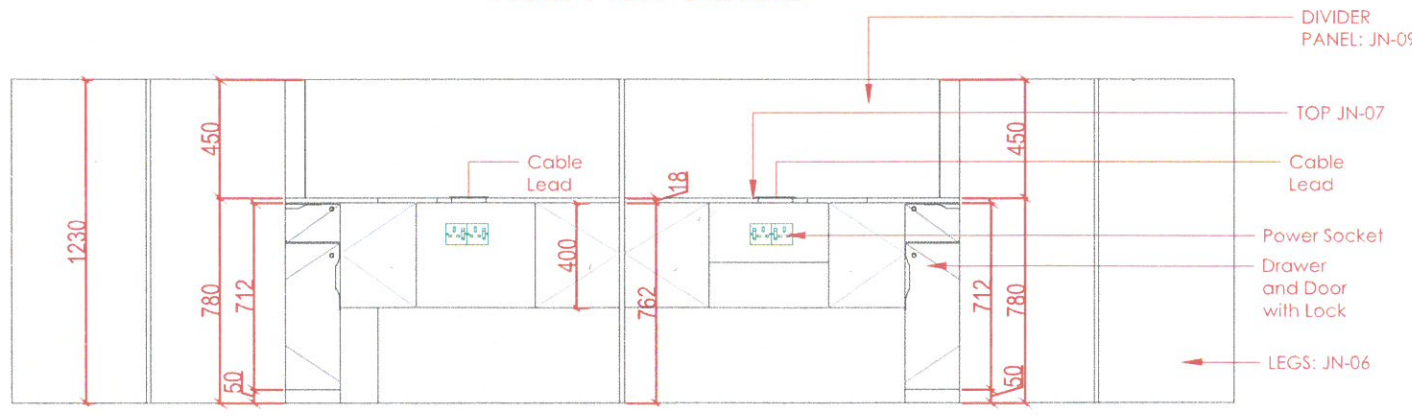 DIVIDER
PANEL: JN-09
TOP JN-07
450
450
Cable
Lead
Cable
Lead
18
1230
Power Socket
400
Drawer
and Door
with Lock
780
712
762
712
780
LEGS: JN-06
50
50